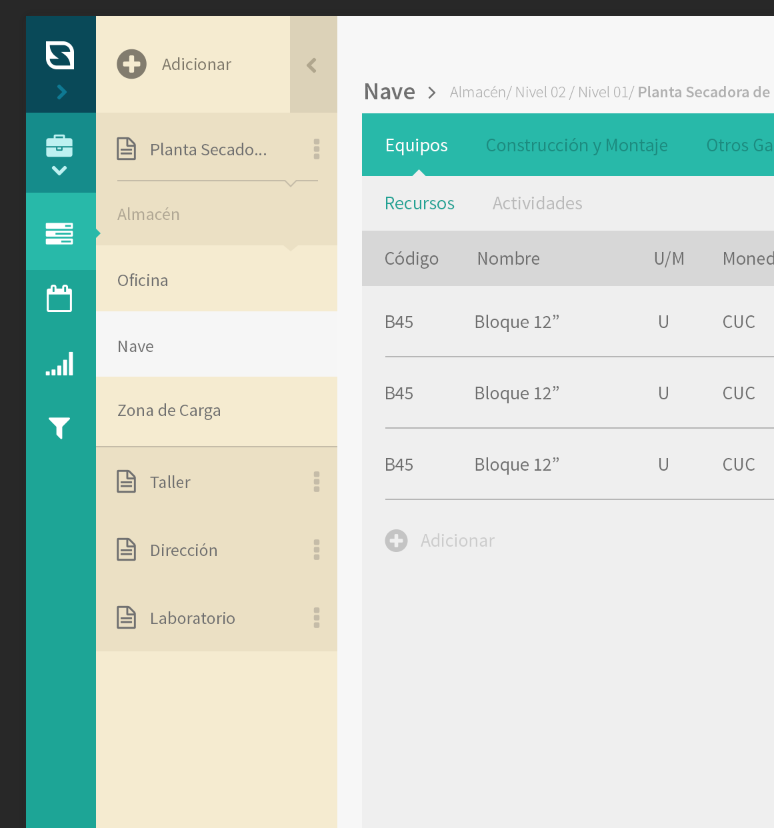 Adicionar
Nave
Almacén/ Nivel 02 / Nivel 01/ Planta Secadora de
Equipos Construcción y Montaje Otros Ga
Planta Secado...
Recursos Actividades
Almacén
Código Nombre U/M Moned
Oficina
B45 Bloque 12” U CUC
Nave
B45 Bloque 12” U CUC
Zona de Carga
B45 Bloque 12” U CUC
Taller
Adicionar
Dirección
Laboratorio